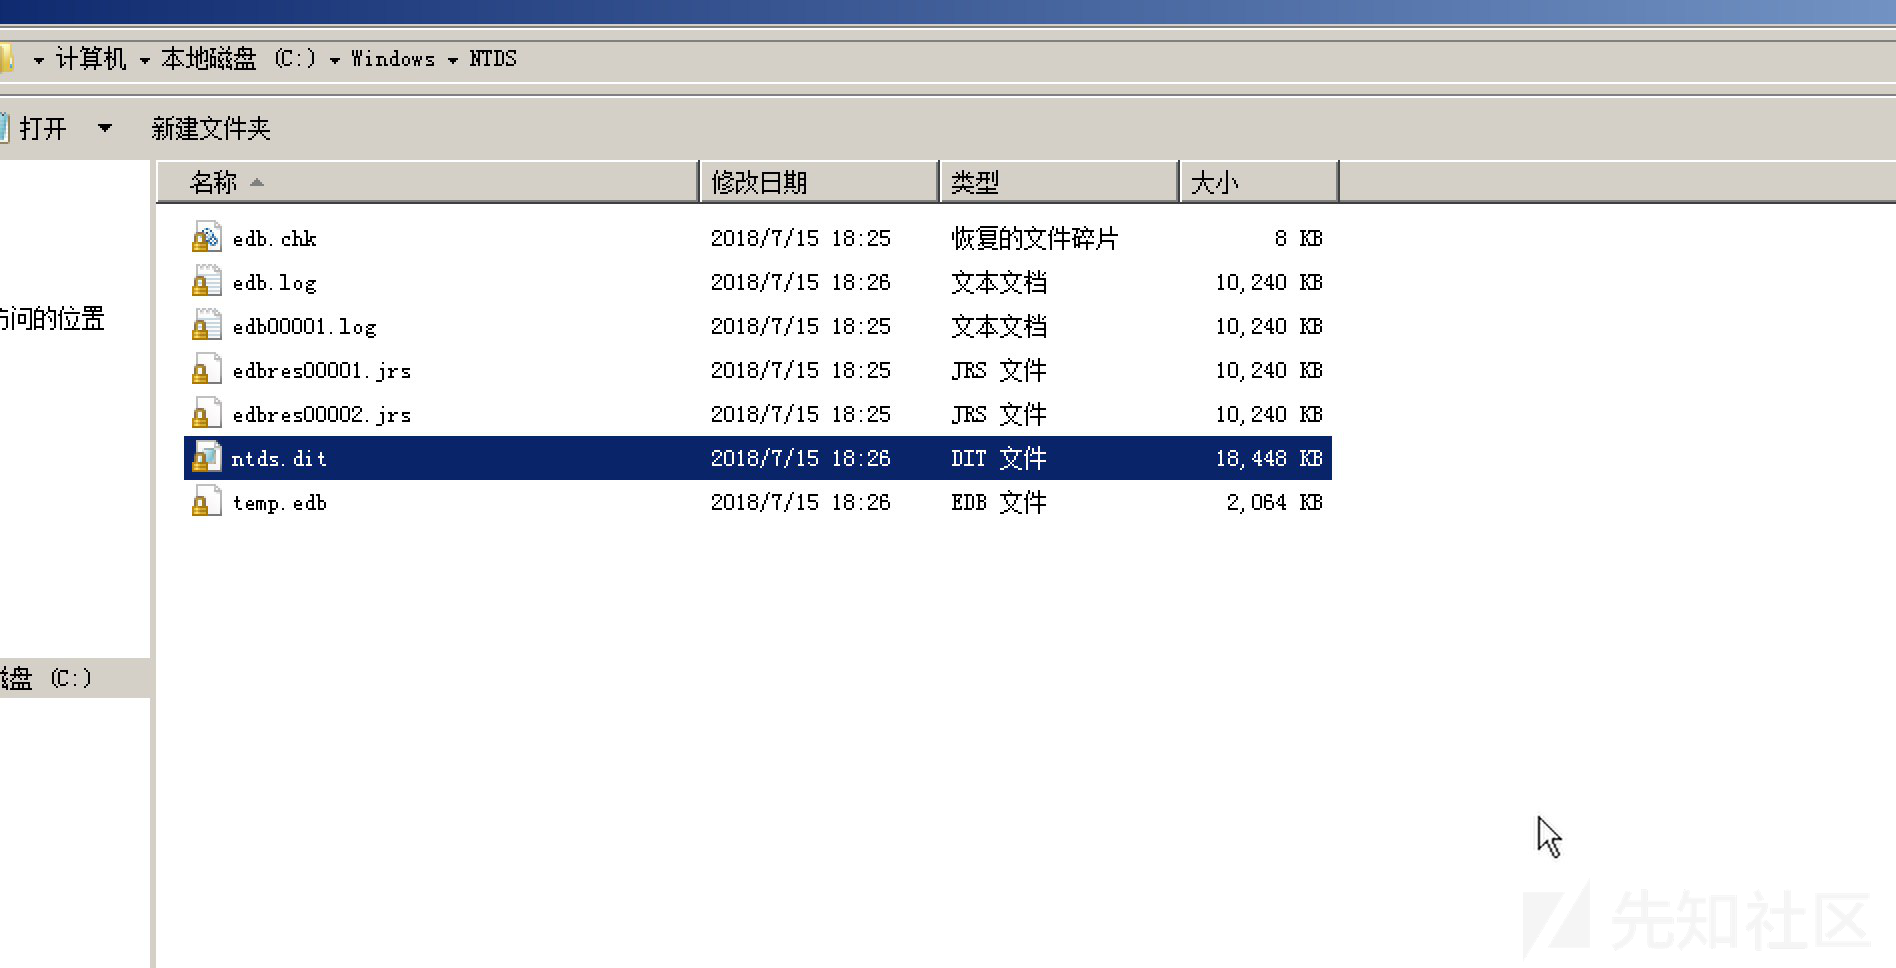 计算机 本地磁盘 (C:) Windows NTDS
打开 新建文件夹
名称 修改日期 类型 大小
edb.chk 2018/7/15 18:25 恢复的文件碎片 8 KB
edb.log 2018/7/15 18:26 文本文档 10,240 KB
edb00001.log 2018/7/15 18:25 文本文档 10,240 KB
访问的位置
edbres00001.jrs 2018/7/15 18:25 JRS 文件 10,240 KB
edbres00002.jrs 2018/7/15 18:25 JRS 文件 10,240 KB
ntds.dit 2018/7/15 18:26 DIT 文件 18,448 KB
temp.edb 2018/7/15 18:26 EDB 文件 2,064 KB
磁盘 (C:)
先知社区